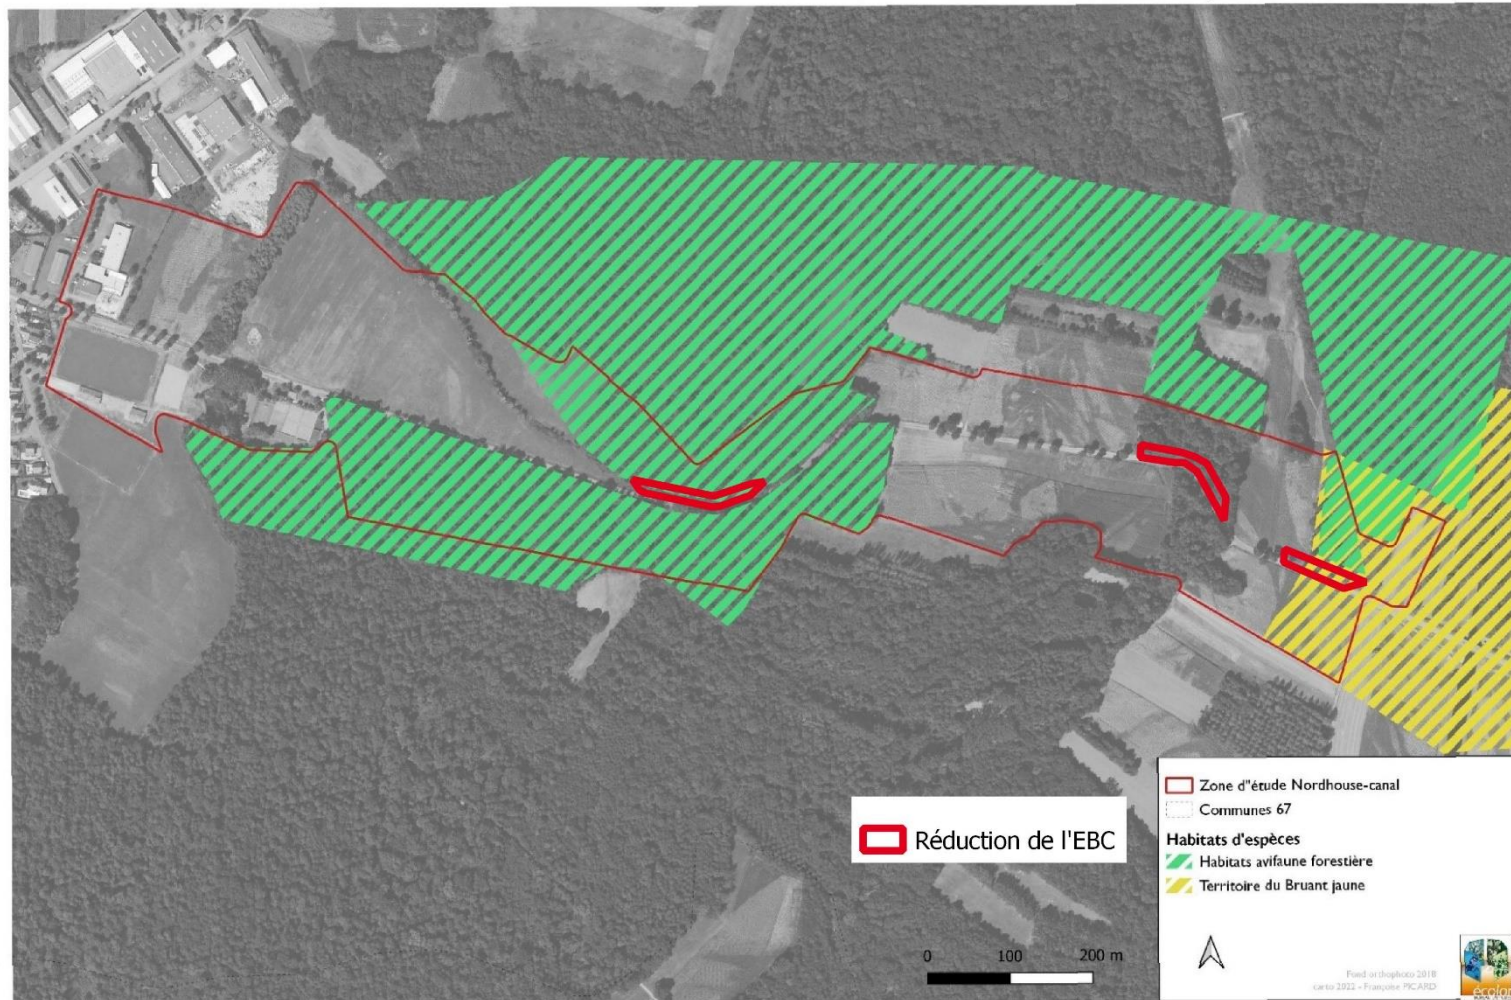 Réduction de l'EBC
0 100 200 m
Zone d"étude Nordhouse-canal
Communes 67
Habitats d'espèces
Habitats avifaune forestière
Territoire du Bruant jaune
Fond orthophoto 2018
carto 2022 - Françoise PICARD
écolor